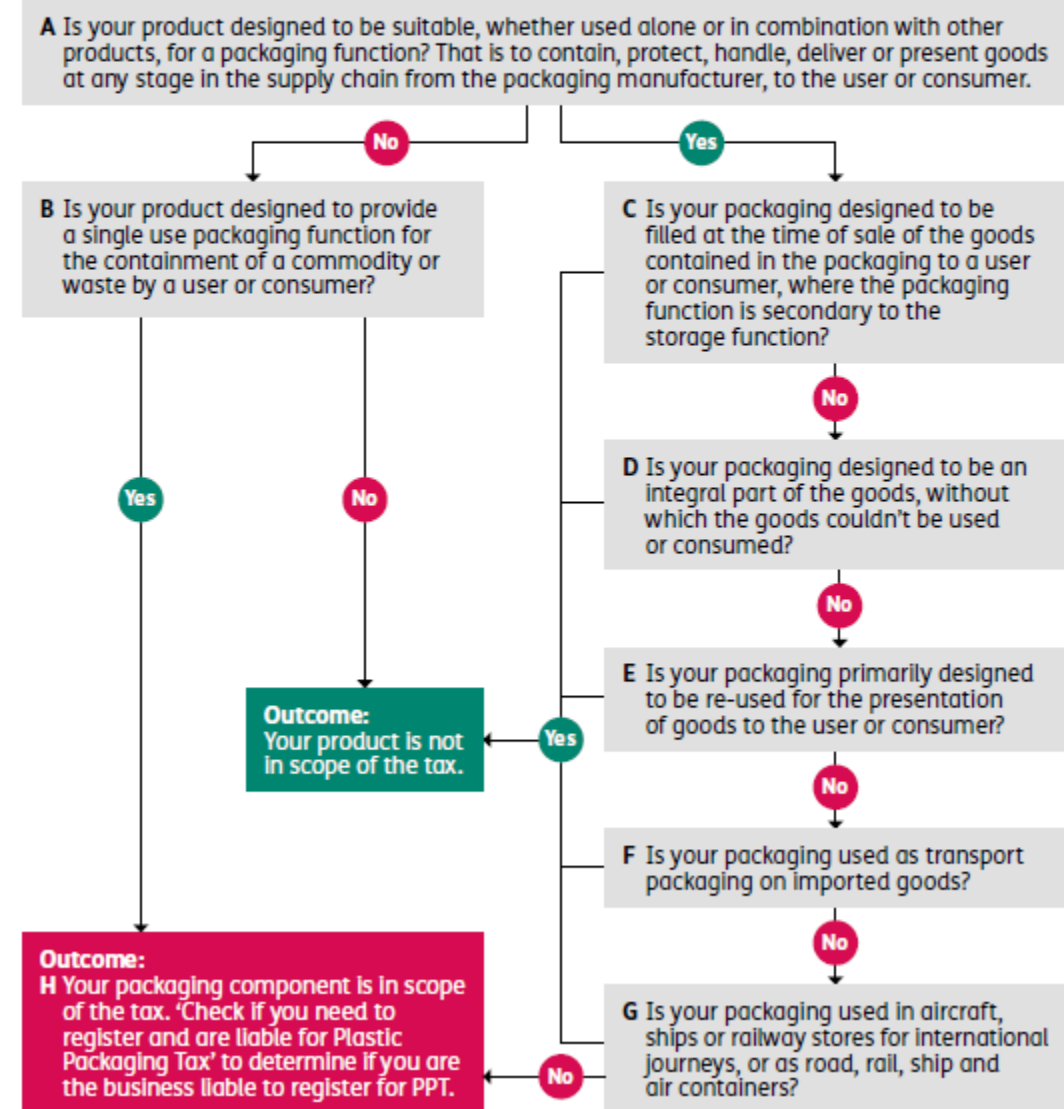 A Is your product designed to be suitable, whether used alone or in combination with other
products, for a packaging function? That is to contain, protect, handle, deliver or present goods
at any stage in the supply chain from the packaging manufacturer, to the user or consumer.
No
Yes
B Is your product designed to provide
a single use packaging function for
the containment of a commodity or
waste by a user or consumer?
C Is your packaging designed to be
filled at the time of sale of the goods
contained in the packaging to a user
or consumer, where the packaging
function is secondary to the
storage function?
No
D Is your packaging designed to be an
integral part of the goods, without
which the goods couldn't be used
or consumed?
Yes
No
No
E Is your packaging primarily designed
to be re-used for the presentation
of goods to the user or consumer?
Outcome:
Your product is not
in scope of the tax.
Yes
No
F Is your packaging used as transport
packaging on imported goods?
No
Outcome:
H Your packaging component is in scope
of the tax. ‘Check if you need to
register and are liable for Plastic
Packaging Tax’ to determine if you are
the business liable to register for PPT.
No
G Is your packaging used in aircraft,
ships or railway stores for international
journeys, or as road, rail, ship and
air containers?